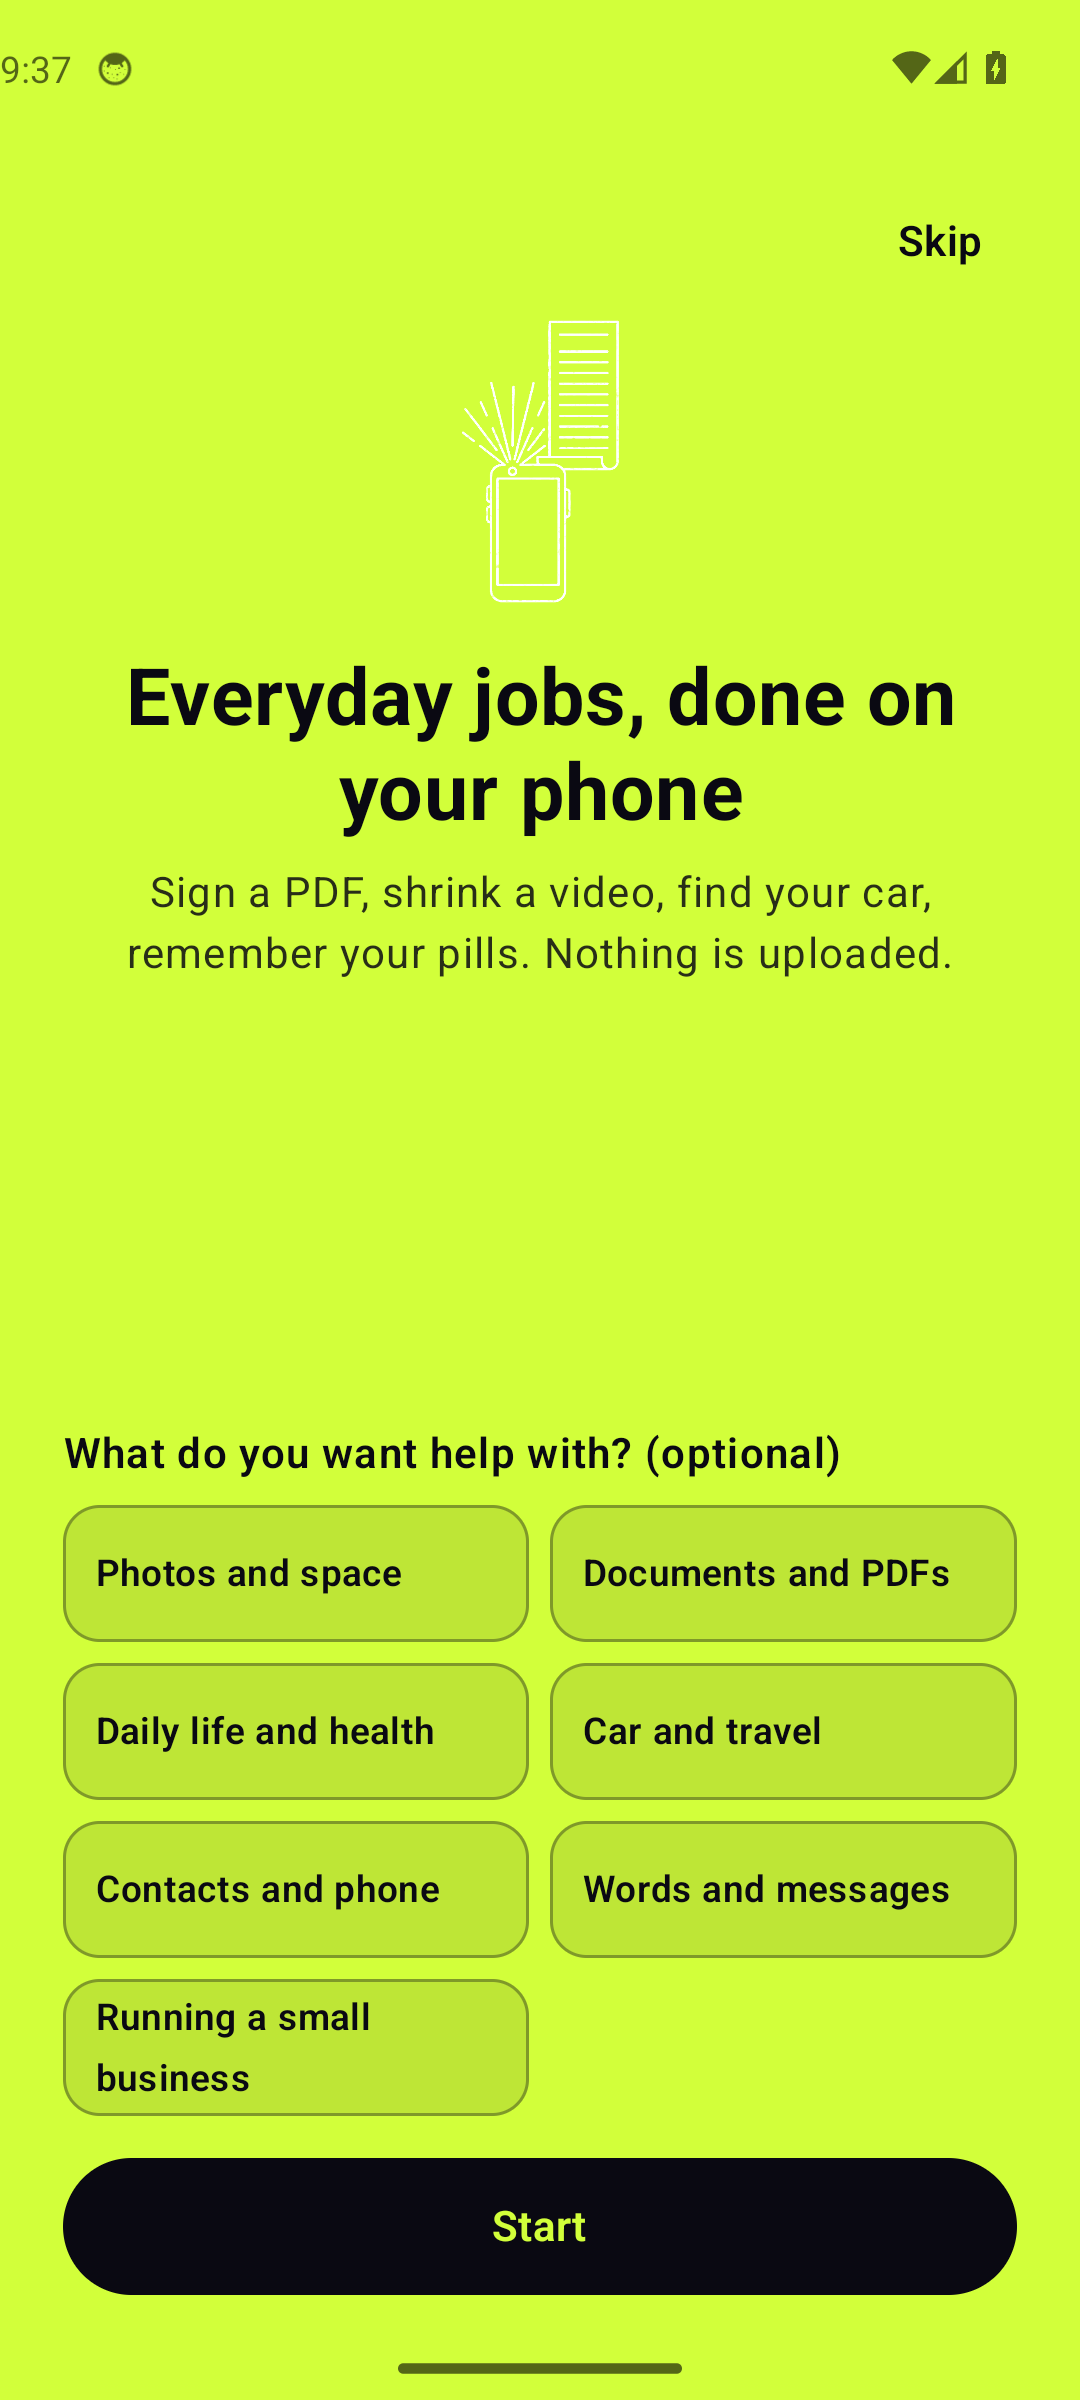 9:37
Skip
Everyday jobs, done on
your phone
Sign a PDF, shrink a video, find your car,
remember your pills. Nothing is uploaded.
What do you want help with? (optional)
Photos and space
Documents and PDFs
Daily life and health
Car and travel
Contacts and phone
Words and messages
Running a small
business
Start